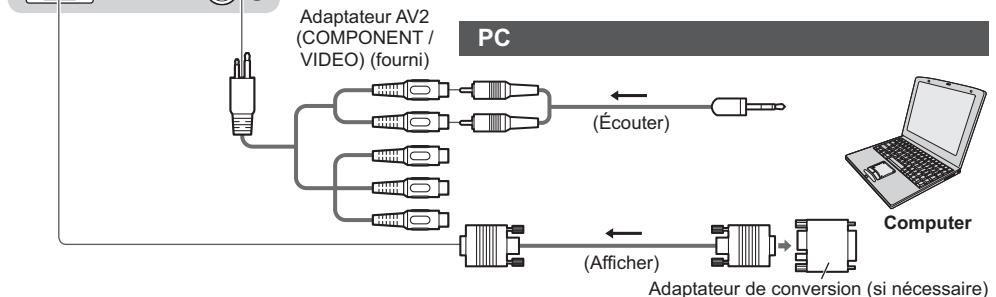 Adaptateur AV2
(COMPONENT /
VIDEO) (fourni)
PC
(Écouter)
Computer
(Afficher)
Adaptateur de conversion (si nécessaire)